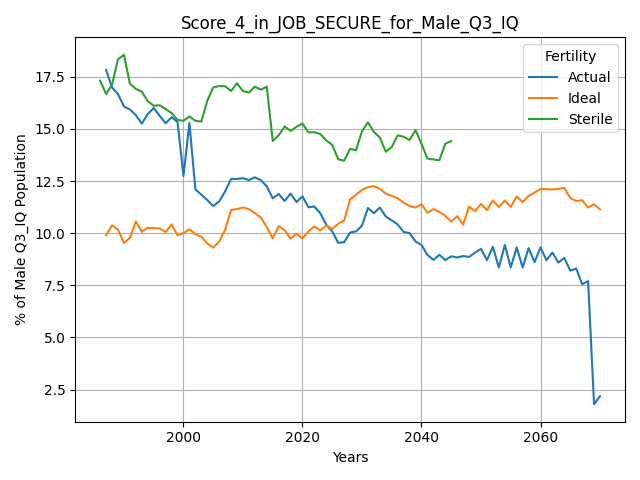 Score_4_in_JOB_SECURE_for_Male_Q3_IQ
Fertility
Actual
Ideal
Sterile
% of Male Q3_IQ Population
17.5
15.0
12.5
10.0
7.5
5.0
2.5
2000
2020
2040
2060
Years